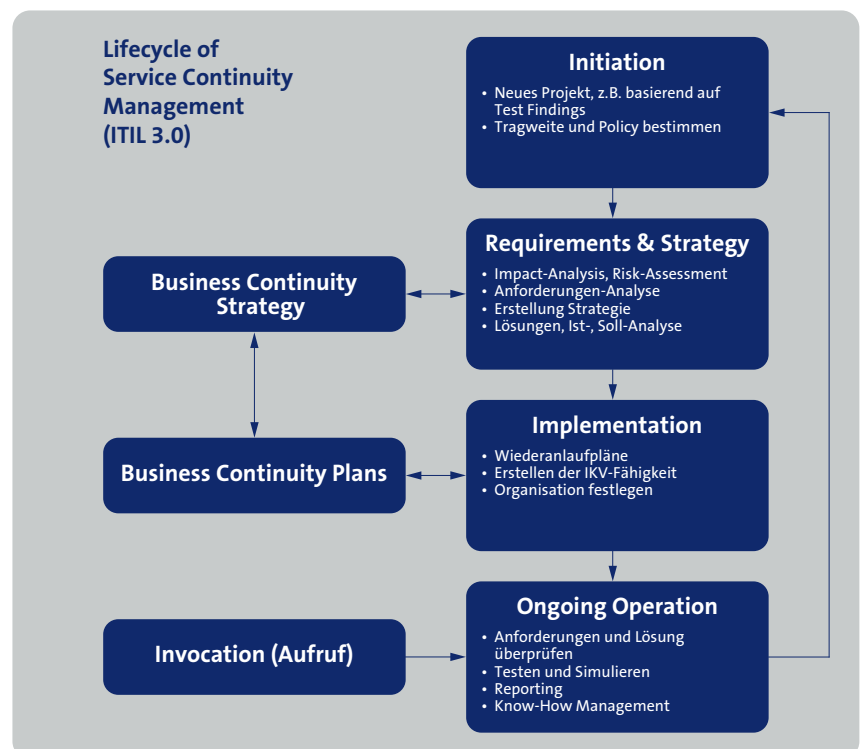 Lifecycle of
Service Continuity
Management
(ITIL 3.0)
Initiation
• Neues Projekt, z.B. basierend auf
Test Findings
• Tragweite und Policy bestimmen
Requirements & Strategy
• Impact-Analysis, Risk-Assessment
• Anforderungen-Analyse
• Erstellung Strategie
• Lösungen, Ist-, Soll-Analyse
Business Continuity
Strategy
Implementation
• Wiederanlaufpläne
• Erstellen der IKV-Fähigkeit
• Organisation festlegen
Business Continuity Plans
Ongoing Operation
• Anforderungen und Lösung
überprüfen
• Testen und Simulieren
• Reporting
• Know-How Management
Invocation (Aufruf)